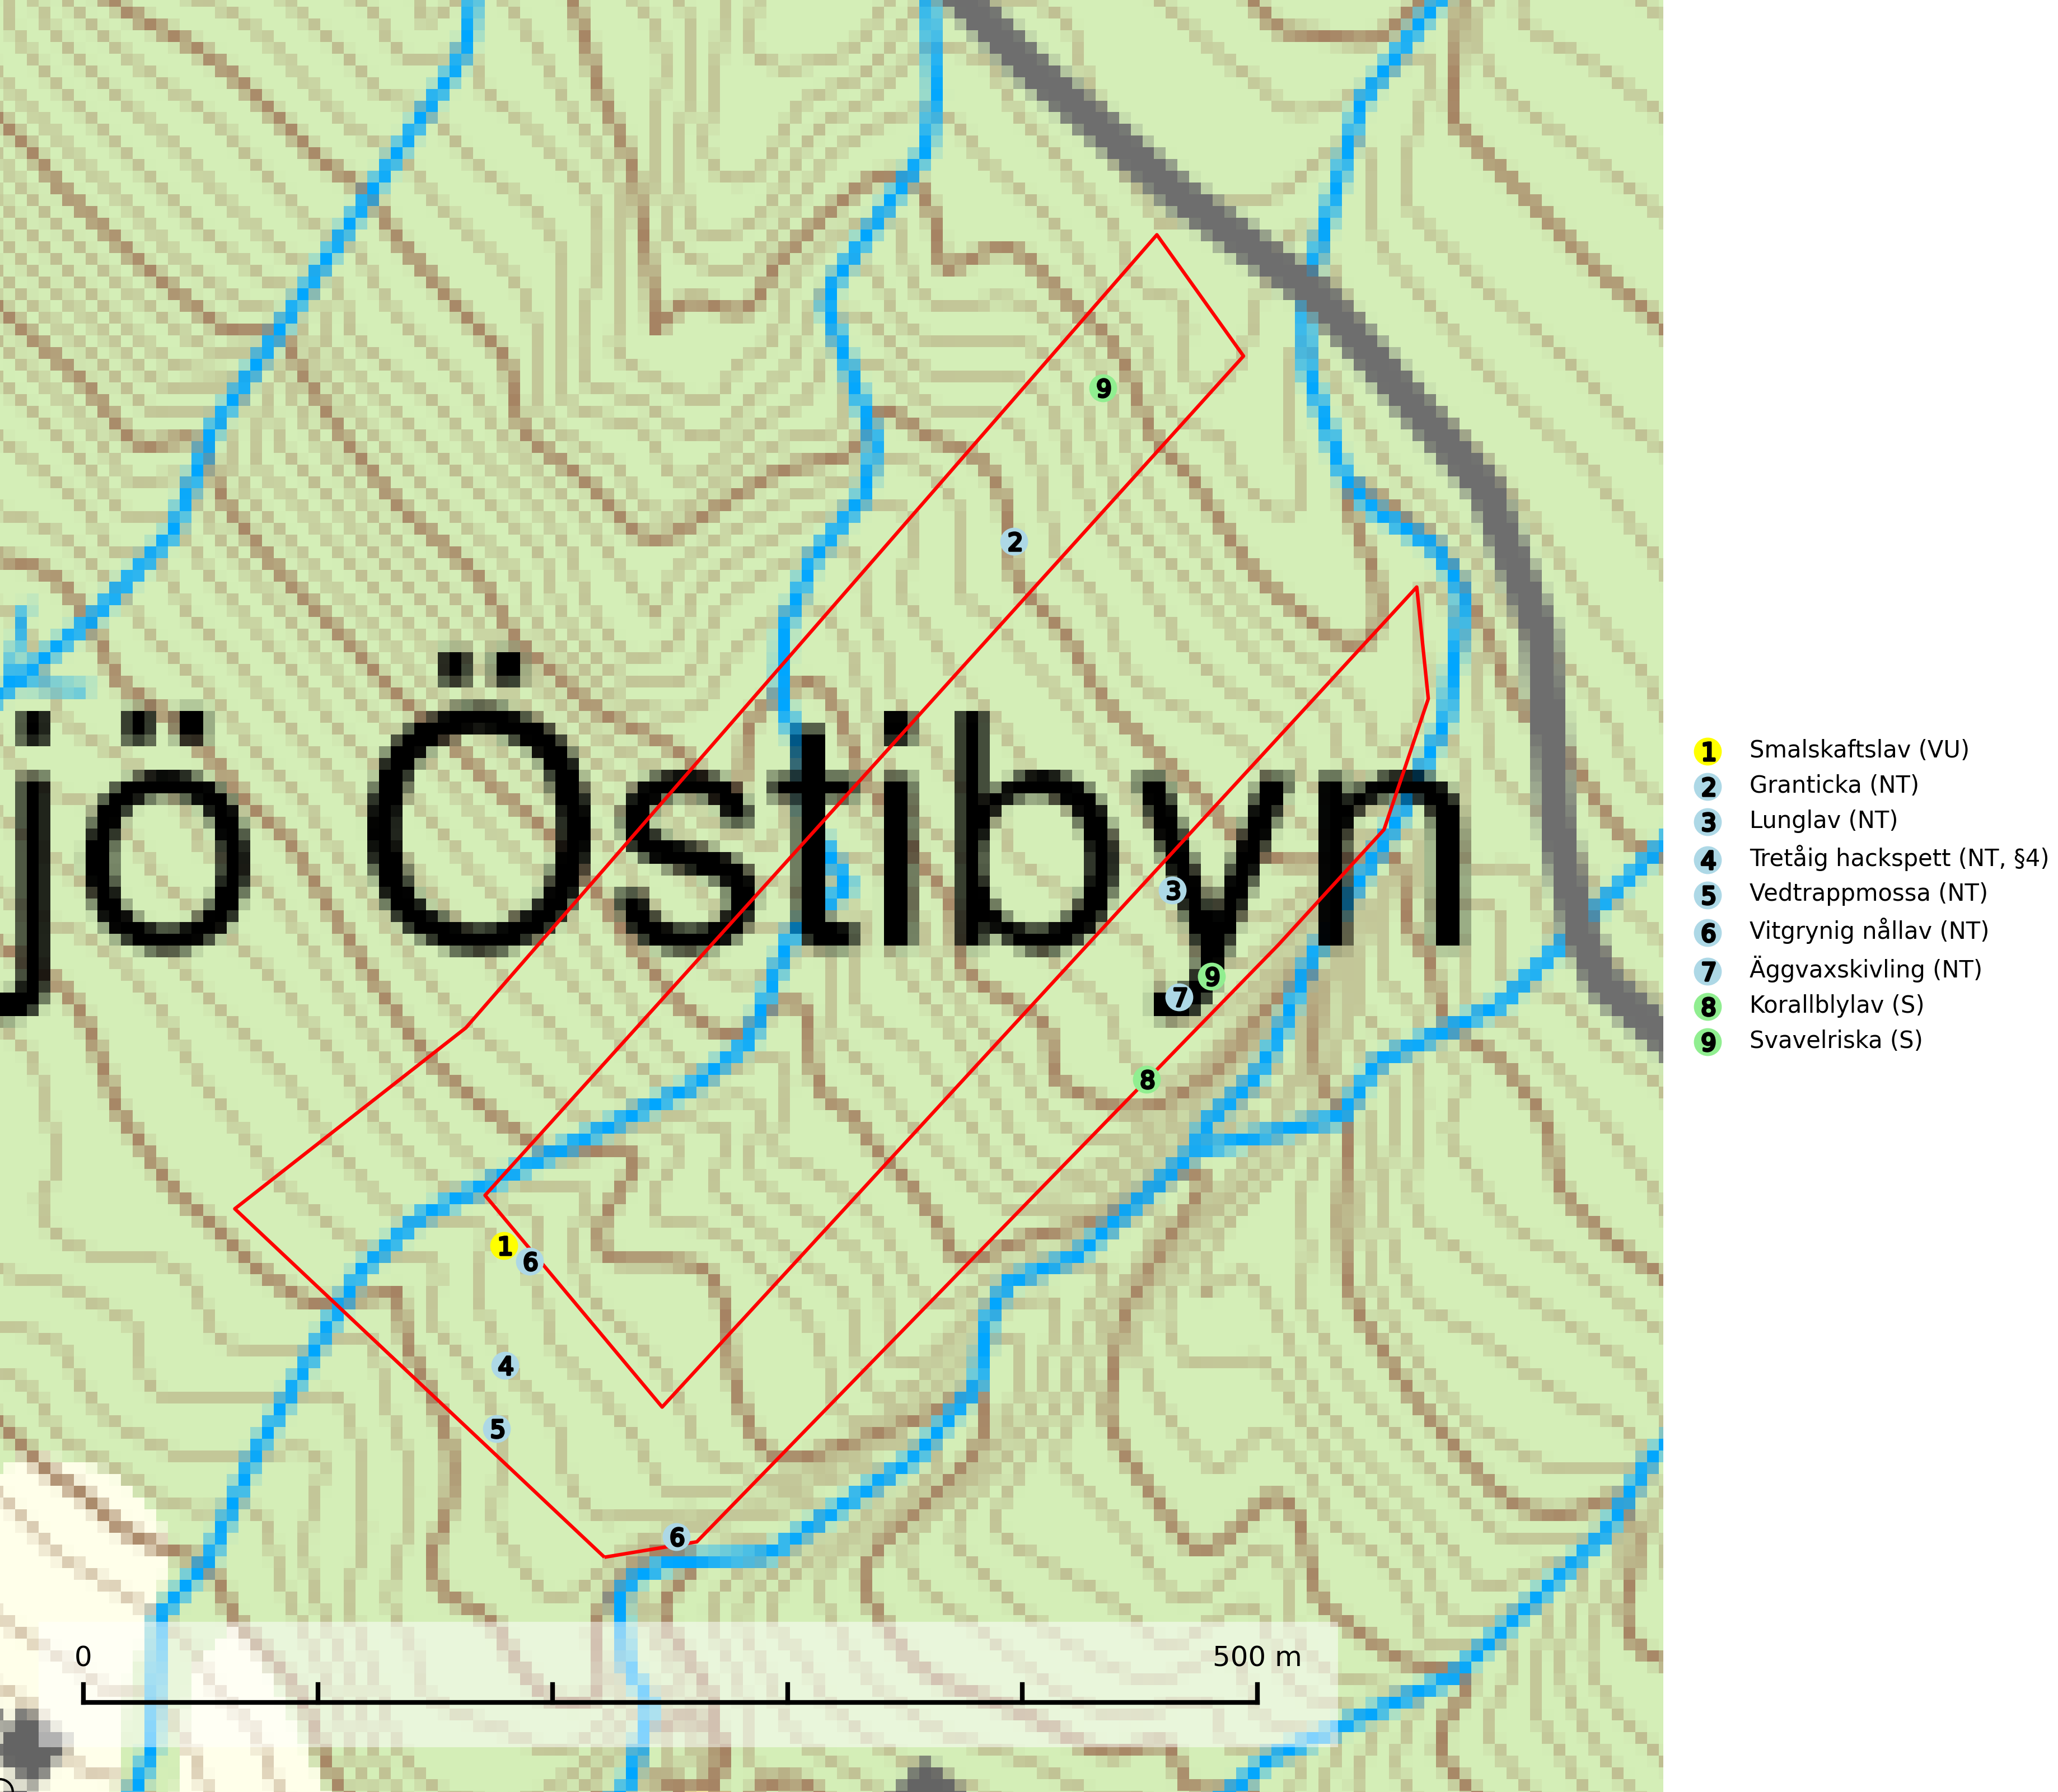 jö Östibyn
9
2
3
9
7
8
1
6
4
5
6
0 500 m
1 Smalskaftslav (VU)
2 Granticka (NT)
3 Lunglav (NT)
4 Tretåig hackspett (NT, §4)
5 Vedtrappmossa (NT)
6 Vitgrynig nållav (NT)
7 Äggvaxskivling (NT)
8 Korallblylav (S)
9 Svavelriska (S)